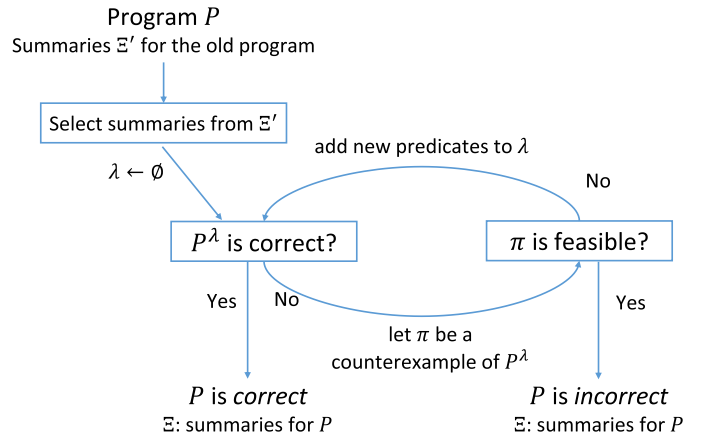 Program P
Summaries Ξ′ for the old program
Select summaries from Ξ′
λ ← ∅
add new predicates to λ
No
P^λ is correct?
π is feasible?
Yes
No
Yes
let π be a
counterexample of P^λ
P is correct
Ξ: summaries for P
P is incorrect
Ξ: summaries for P